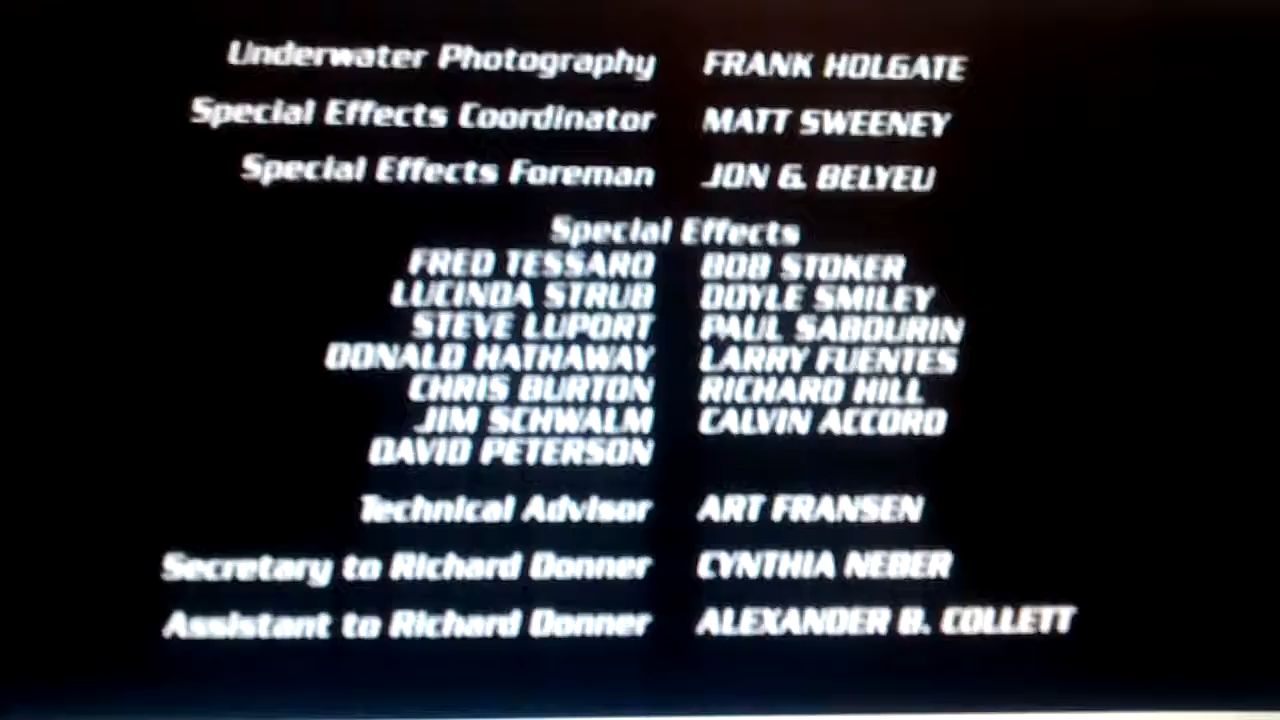 Underwater Photography FRANK HOLGATE
Special Effects Coordinator MATT SWEENEY
Special Effects Foreman JON G. BELYEU
Special Effects
FRED TESSARO BOB STOKER
LUCINDA STRUB DOYLE SMILEY
STEVE LUPORT PAUL SABOURIN
DONALD HATHAWAY LARRY FUENTES
CHRIS BURTON RICHARD HILL
JIM SCHWALM CALVIN ACCORD
DAVID PETERSON
Technical Advisor ART FRANSEN
Secretary to Richard Donner CYNTHIA NEBER
Assistant to Richard Donner ALEXANDER B. COLLETT